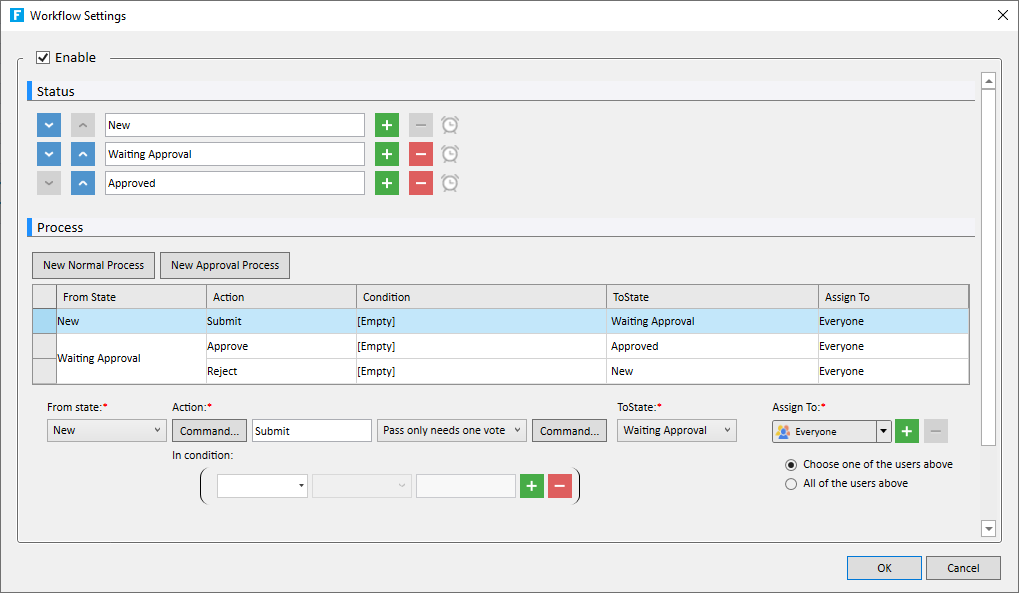 F Workflow Settings
Enable
Status
New
Waiting Approval
Approved
Process
New Normal Process New Approval Process
From State Action Condition ToState Assign To
New Submit [Empty] Waiting Approval Everyone
Waiting Approval
Approve [Empty] Approved Everyone
Reject [Empty] New Everyone
From state:* Action:* ToState:* Assign To:*
New Command... Submit Pass only needs one vote Command... Waiting Approval Everyone
In condition:
Choose one of the users above
All of the users above
OK Cancel